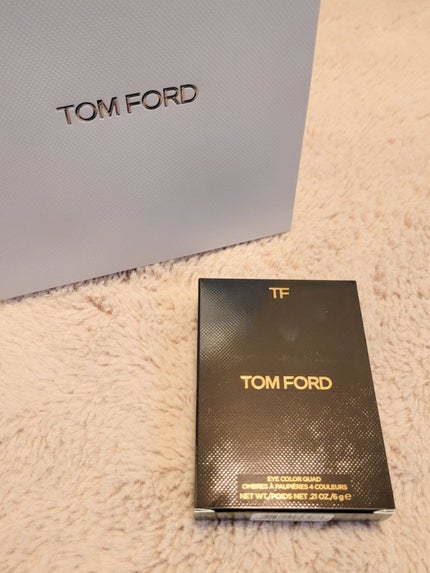 TOM FORD
TF
TOM FORD
EYE COLOR QUAD
OMBRES À PAUPIÈRES 4 COULEURS
NET WT./POIDS NET .21 OZ./6 g ℮